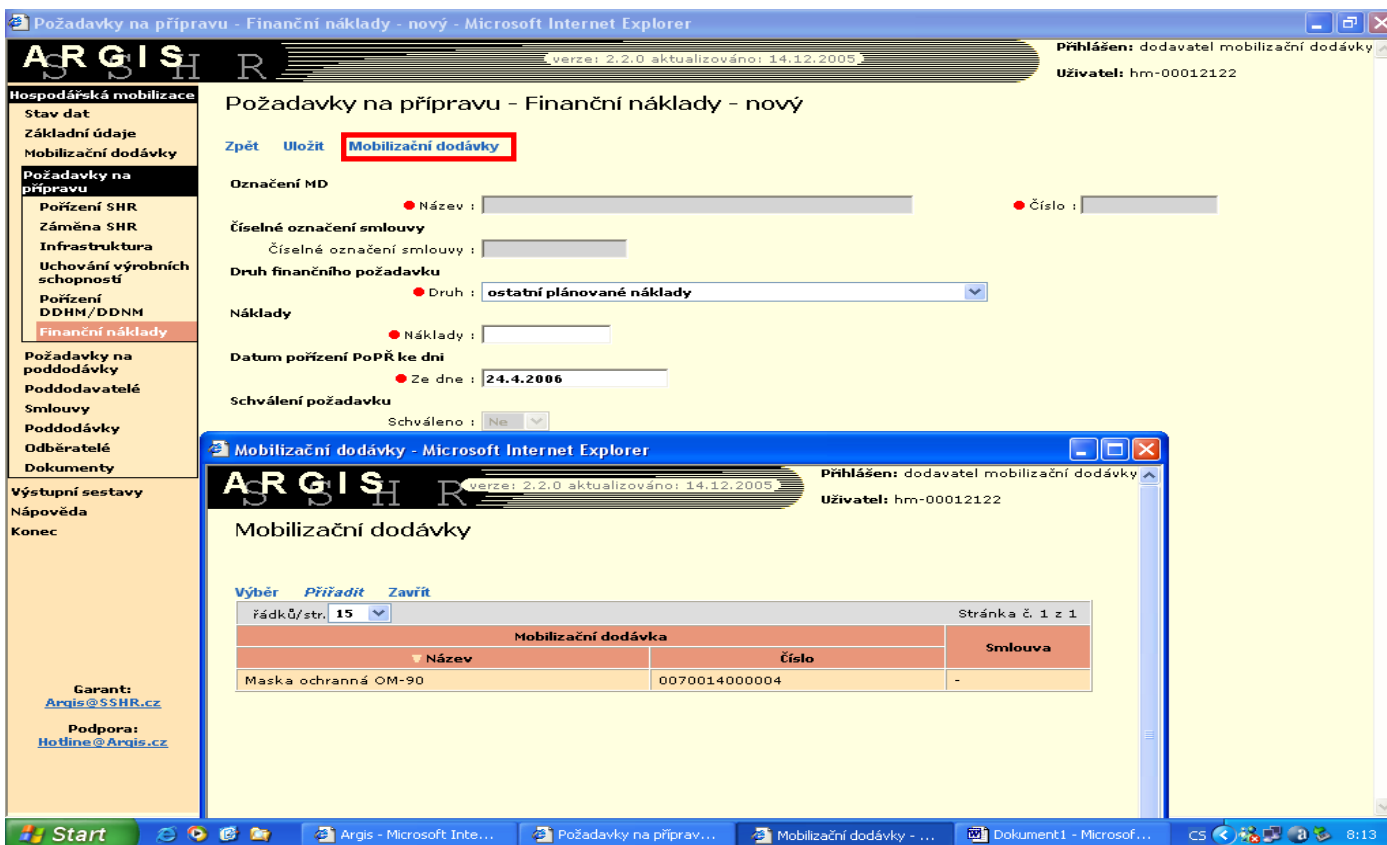 Požadavky na přípravu - Finanční náklady - nový - Microsoft Internet Explorer
ARGIS
SSHR
verze: 2.2.0 aktualizováno: 14.12.2005
Přihlášen: dodavatel mobilizační dodávky
Uživatel: hm-00012122
Hospodářská mobilizace
Stav dat
Základní údaje
Mobilizační dodávky
Požadavky na
přípravu
Pořízení SHR
Záměna SHR
Infrastruktura
Uchování výrobních
schopností
Pořízení
DDHM/DDNM
Finanční náklady
Požadavky na
poddodávky
Poddodavatelé
Smlouvy
Poddodávky
Odběratelé
Dokumenty
Výstupní sestavy
Nápověda
Konec
Garant:
Argis@SSHR.cz
Podpora:
Hotline@Argis.cz
Požadavky na přípravu - Finanční náklady - nový
Zpět Uložit Mobilizační dodávky
Označení MD
Název : Číslo :
Číselné označení smlouvy
Číselné označení smlouvy :
Druh finančního požadavku
Druh : ostatní plánované náklady
Náklady
Náklady :
Datum pořízení PoPŘ ke dni
Ze dne : 24.4.2006
Schválení požadavku
Schváleno : Ne
Mobilizační dodávky - Microsoft Internet Explorer
ARGIS
SSHR
verze: 2.2.0 aktualizováno: 14.12.2005
Přihlášen: dodavatel mobilizační dodávky
Uživatel: hm-00012122
Mobilizační dodávky
Výběr Přiřadit Zavřít
řádků/str. 15 Stránka č. 1 z 1
Mobilizační dodávka Smlouva
Název Číslo
Maska ochranná OM-90 0070014000004 -
Start Argis - Microsoft Inte... Požadavky na příprav... Mobilizační dodávky - ... Dokument1 - Microsof... CS 8:13